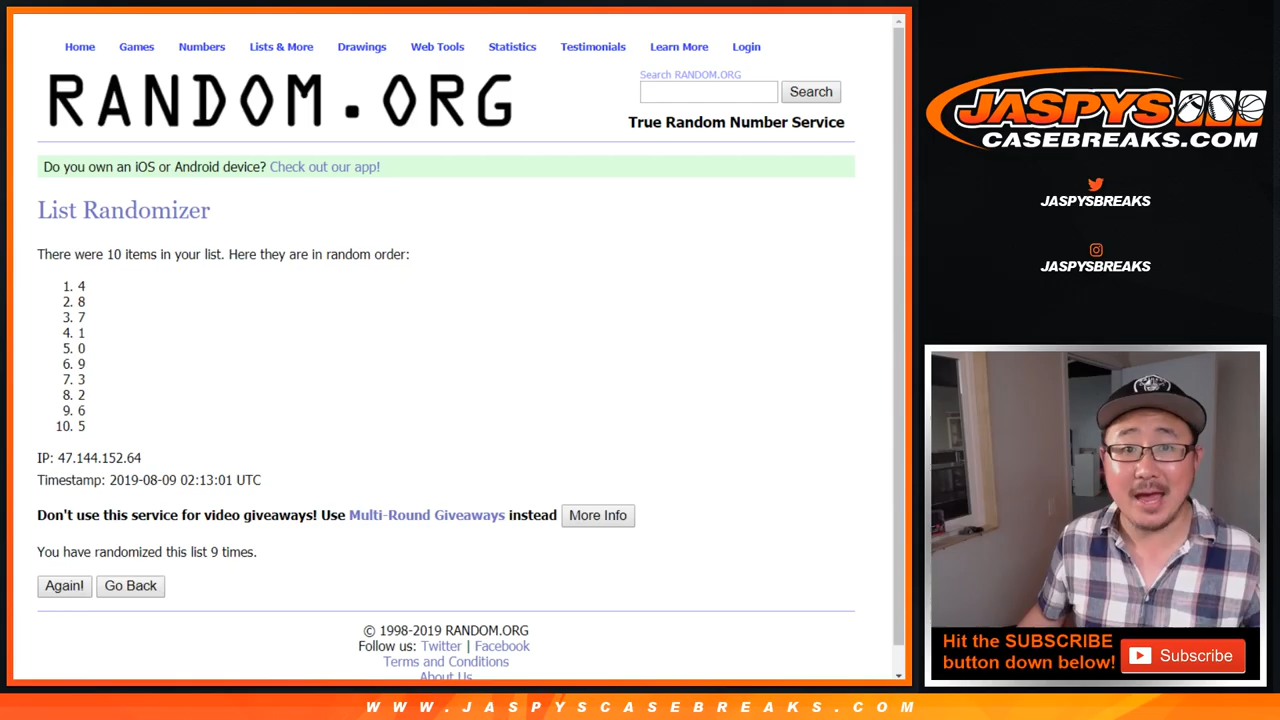 Home Games Numbers Lists & More Drawings Web Tools Statistics Testimonials Learn More Login
RANDOM.ORG
Search RANDOM.ORG
Search
True Random Number Service
Do you own an iOS or Android device? Check out our app!
List Randomizer
There were 10 items in your list. Here they are in random order:
1. 4
2. 8
3. 7
4. 1
5. 0
6. 9
7. 3
8. 2
9. 6
10. 5
IP: 47.144.152.64
Timestamp: 2019-08-09 02:13:01 UTC
Don't use this service for video giveaways! Use Multi-Round Giveaways instead More Info
You have randomized this list 9 times.
Again! Go Back
© 1998-2019 RANDOM.ORG
Follow us: Twitter | Facebook
Terms and Conditions
About Us
JASPYS
CASEBREAKS.COM
JASPYSBREAKS
JASPYSBREAKS
Hit the SUBSCRIBE
button down below!
Subscribe
WWW.JASPYSCASEBREAKS.COM